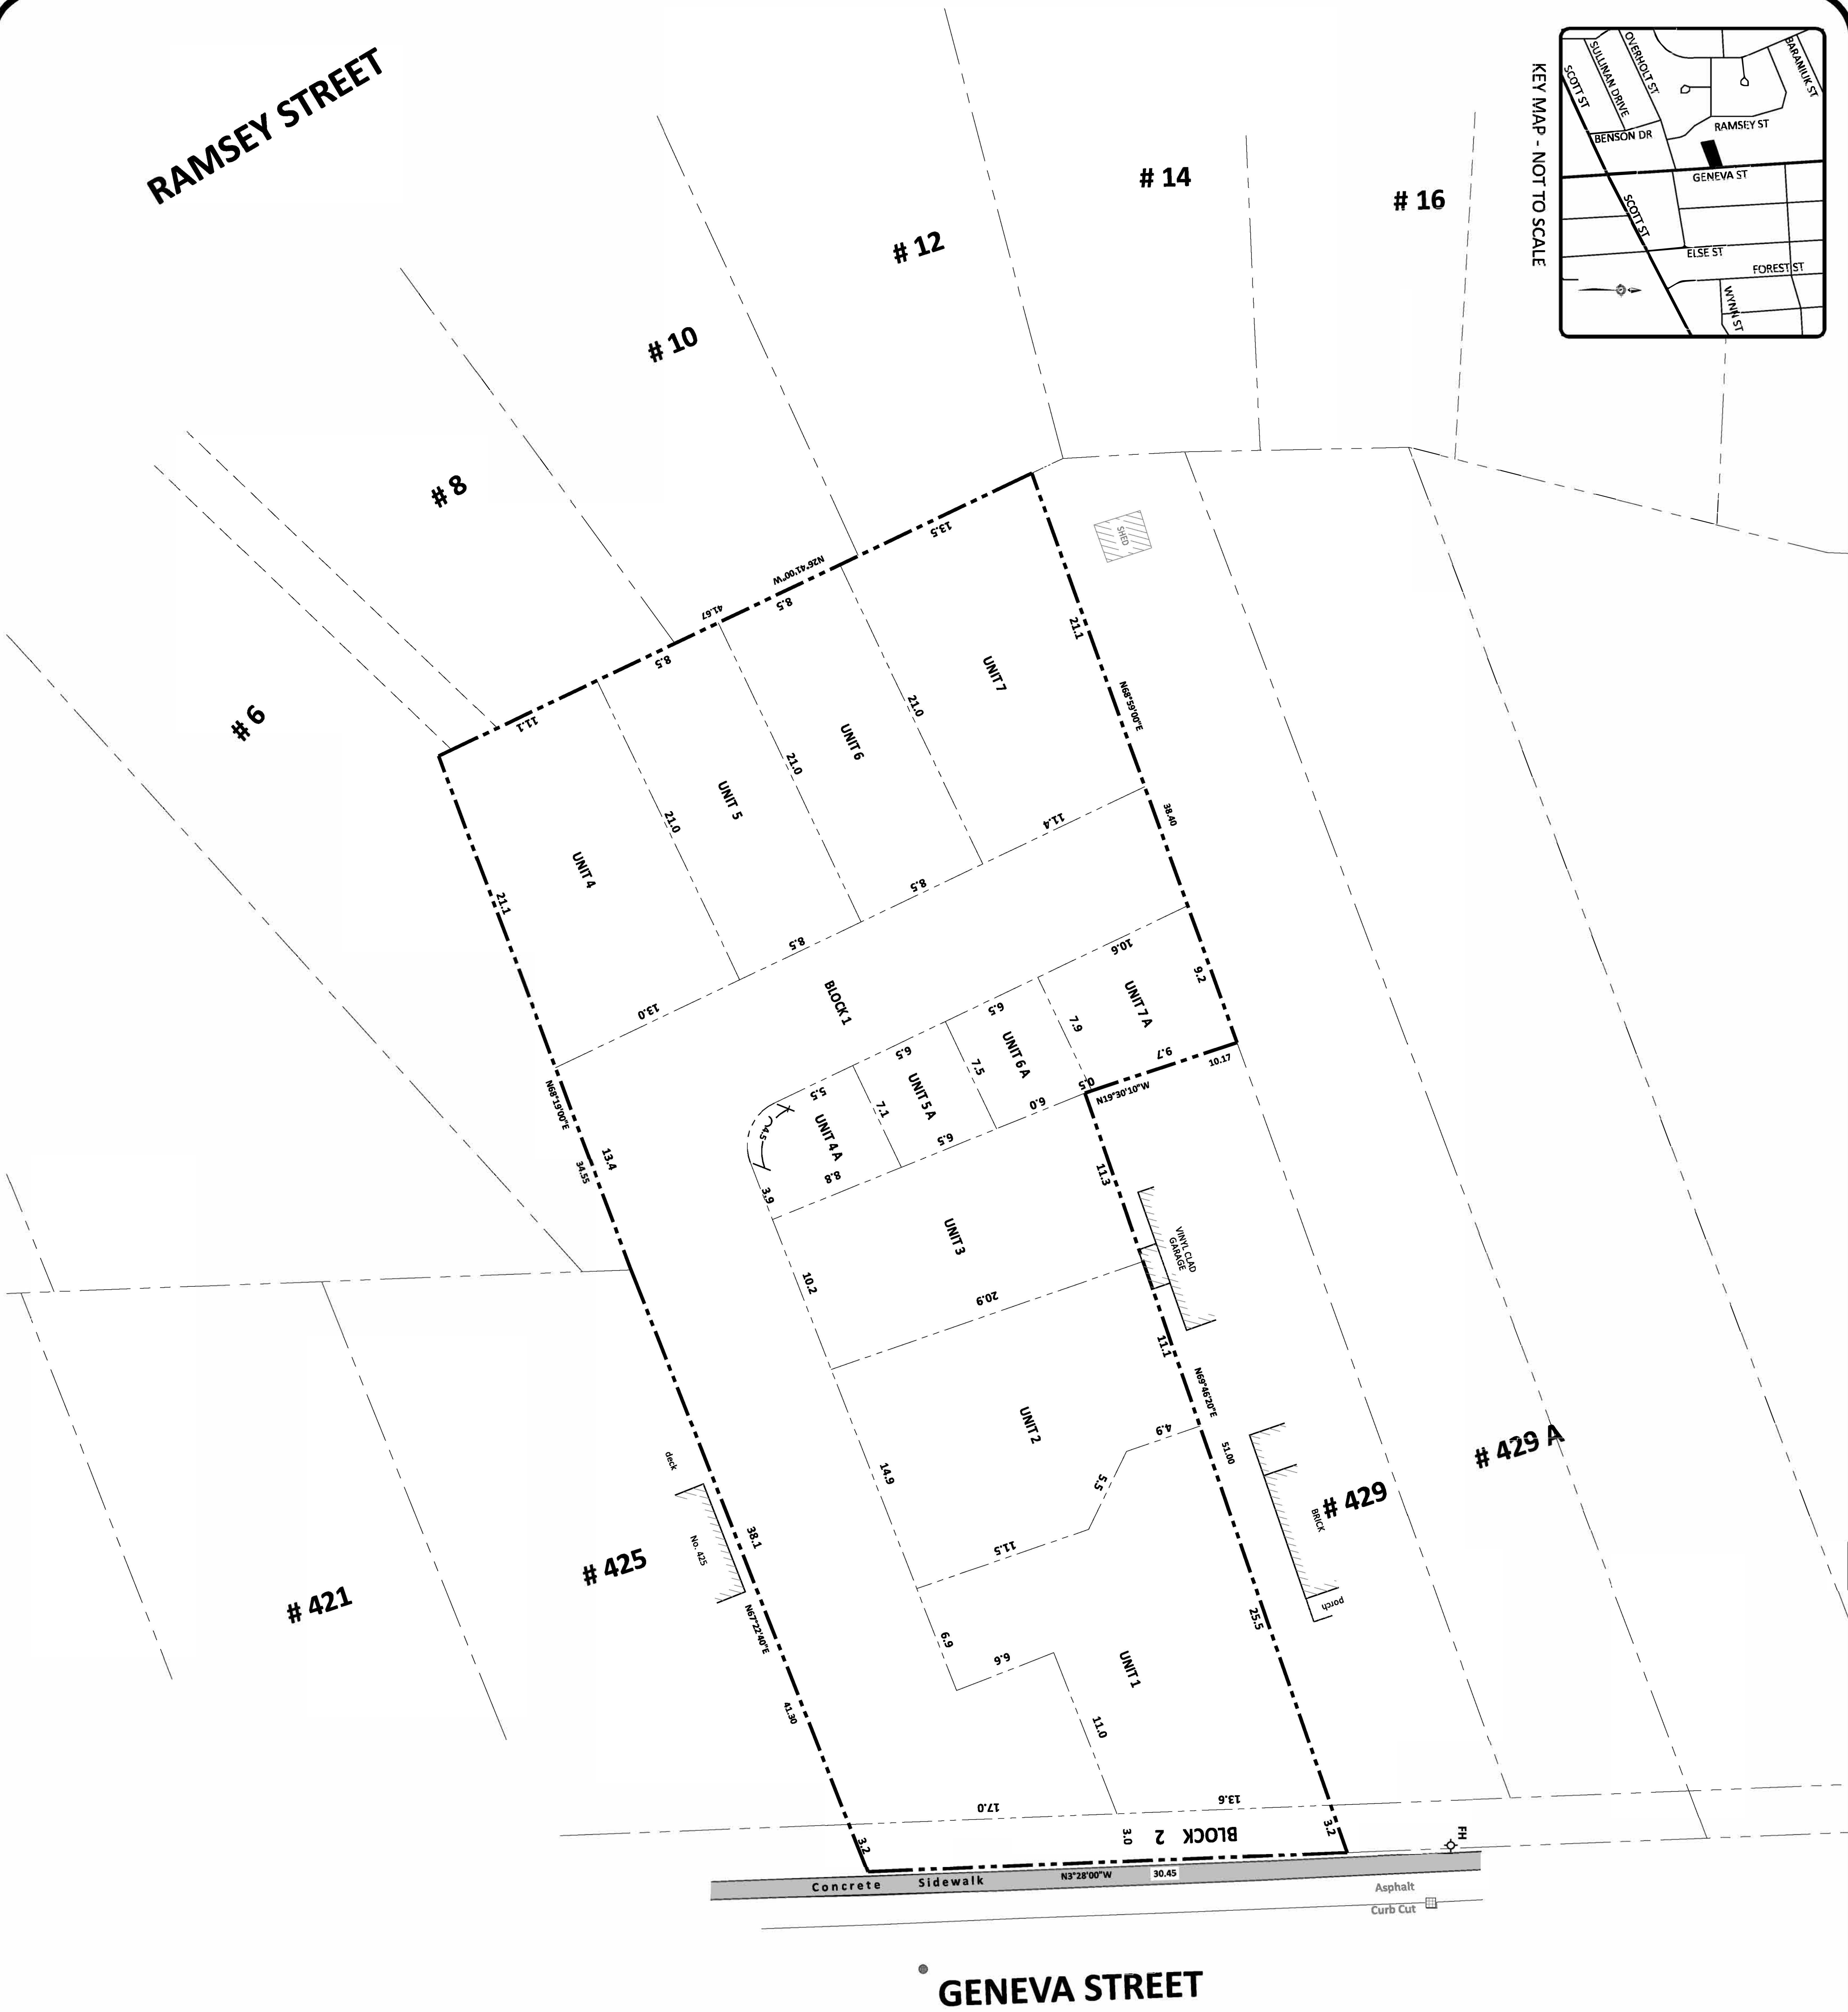 RAMSEY STREET
SCOTT ST
SULLINAN DRIVE
OVERHOLT ST
BARANIUK ST
BENSON DR
RAMSEY ST
GENEVA ST
SCOTT ST
ELSE ST
FOREST ST
WYNN ST
KEY MAP - NOT TO SCALE
# 14
# 16
# 12
# 10
# 8
# 6
13.5
N26°41'00"W
41.67
8.5
8.5
11.1
SHED
21.1
N68°59'00"E
38.40
UNIT 7
21.0
UNIT 6
21.0
UNIT 5
21.0
UNIT 4
21.1
11.4
8.5
8.5
13.0
BLOCK 1
10.6
9.2
UNIT 7 A
7.9
9.7
10.17
N19°30'10"W
0.5
6.5
UNIT 6 A
6.0
7.5
6.5
UNIT 5 A
6.5
7.1
5.5
UNIT 4 A
8.8
4.5
3.9
N68°19'00"E
34.55
13.4
UNIT 3
11.3
10.2
20.9
VINYL CLAD
GARAGE
11.1
N69°46'20"E
51.00
UNIT 2
4.9
5.5
14.9
11.5
# 429 A
# 429
BRICK
porch
deck
No. 425
38.1
# 425
# 421
N67°22'40"E
41.30
6.9
6.6
UNIT 1
25.5
11.0
17.0
13.6
3.2
3.0
BLOCK 2
3.2
FH
Concrete Sidewalk
N3°28'00"W
30.45
Asphalt
Curb Cut
GENEVA STREET